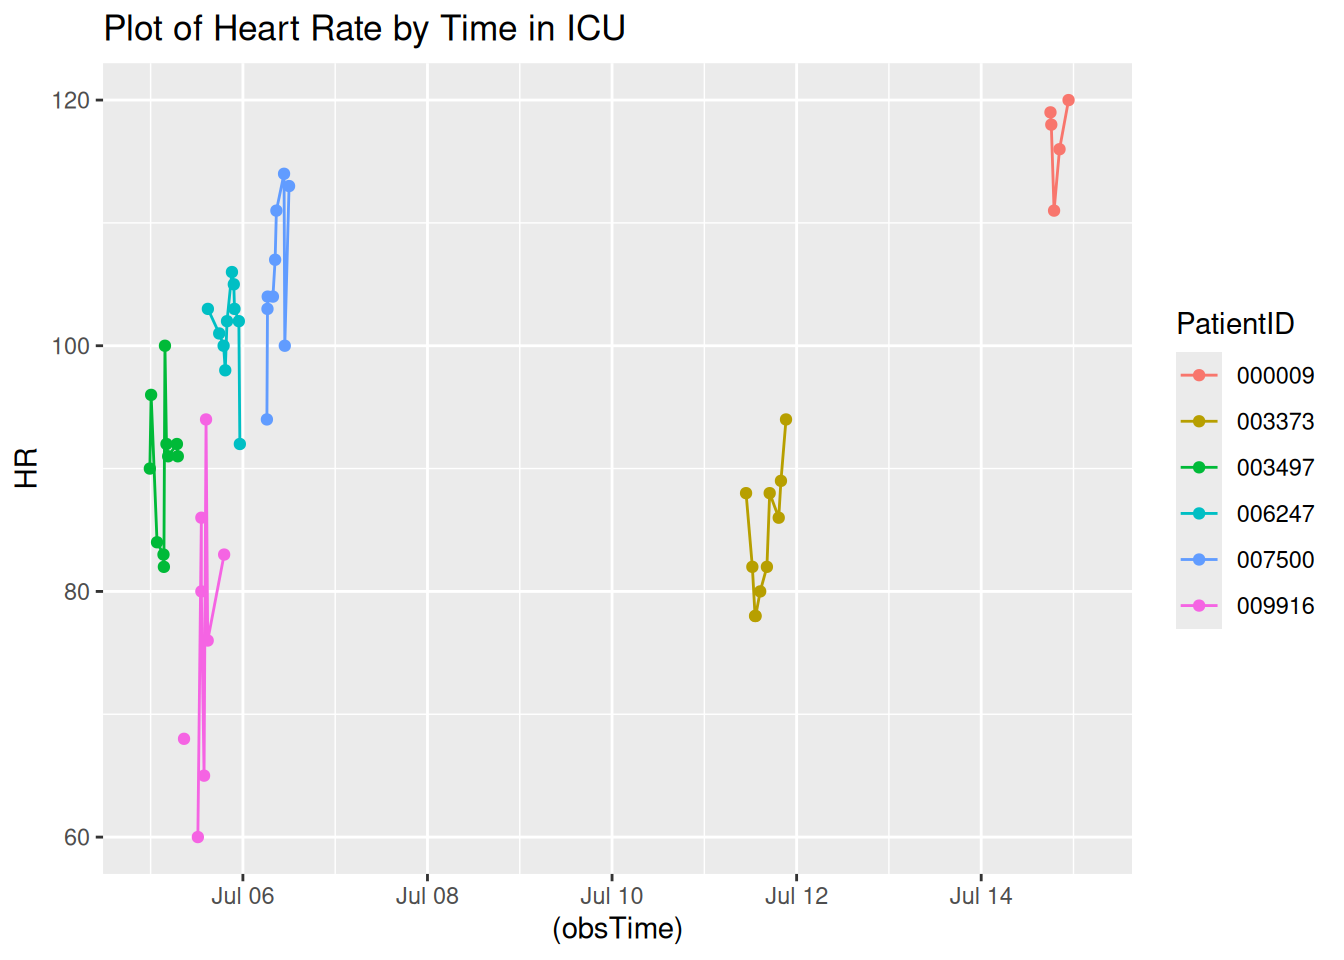 Plot of Heart Rate by Time in ICU
120
100
80
60
HR
Jul 06 Jul 08 Jul 10 Jul 12 Jul 14
(obsTime)
PatientID
000009
003373
003497
006247
007500
009916